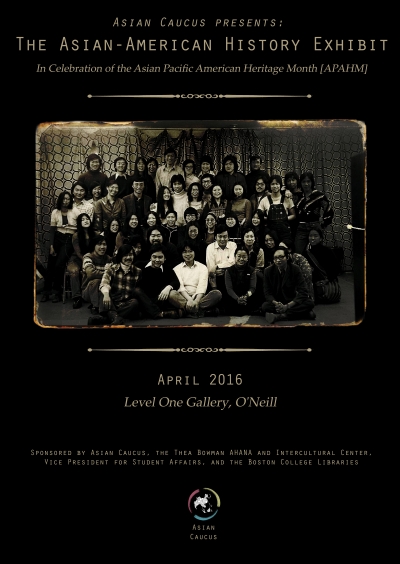 Asian Caucus presents:
The Asian-American History Exhibit
In Celebration of the Asian Pacific American Heritage Month [APAHM]
April 2016
Level One Gallery, O'Neill
Sponsored by Asian Caucus, the Thea Bowman AHANA and Intercultural Center,
Vice President for Student Affairs, and the Boston College Libraries
Asian
Caucus